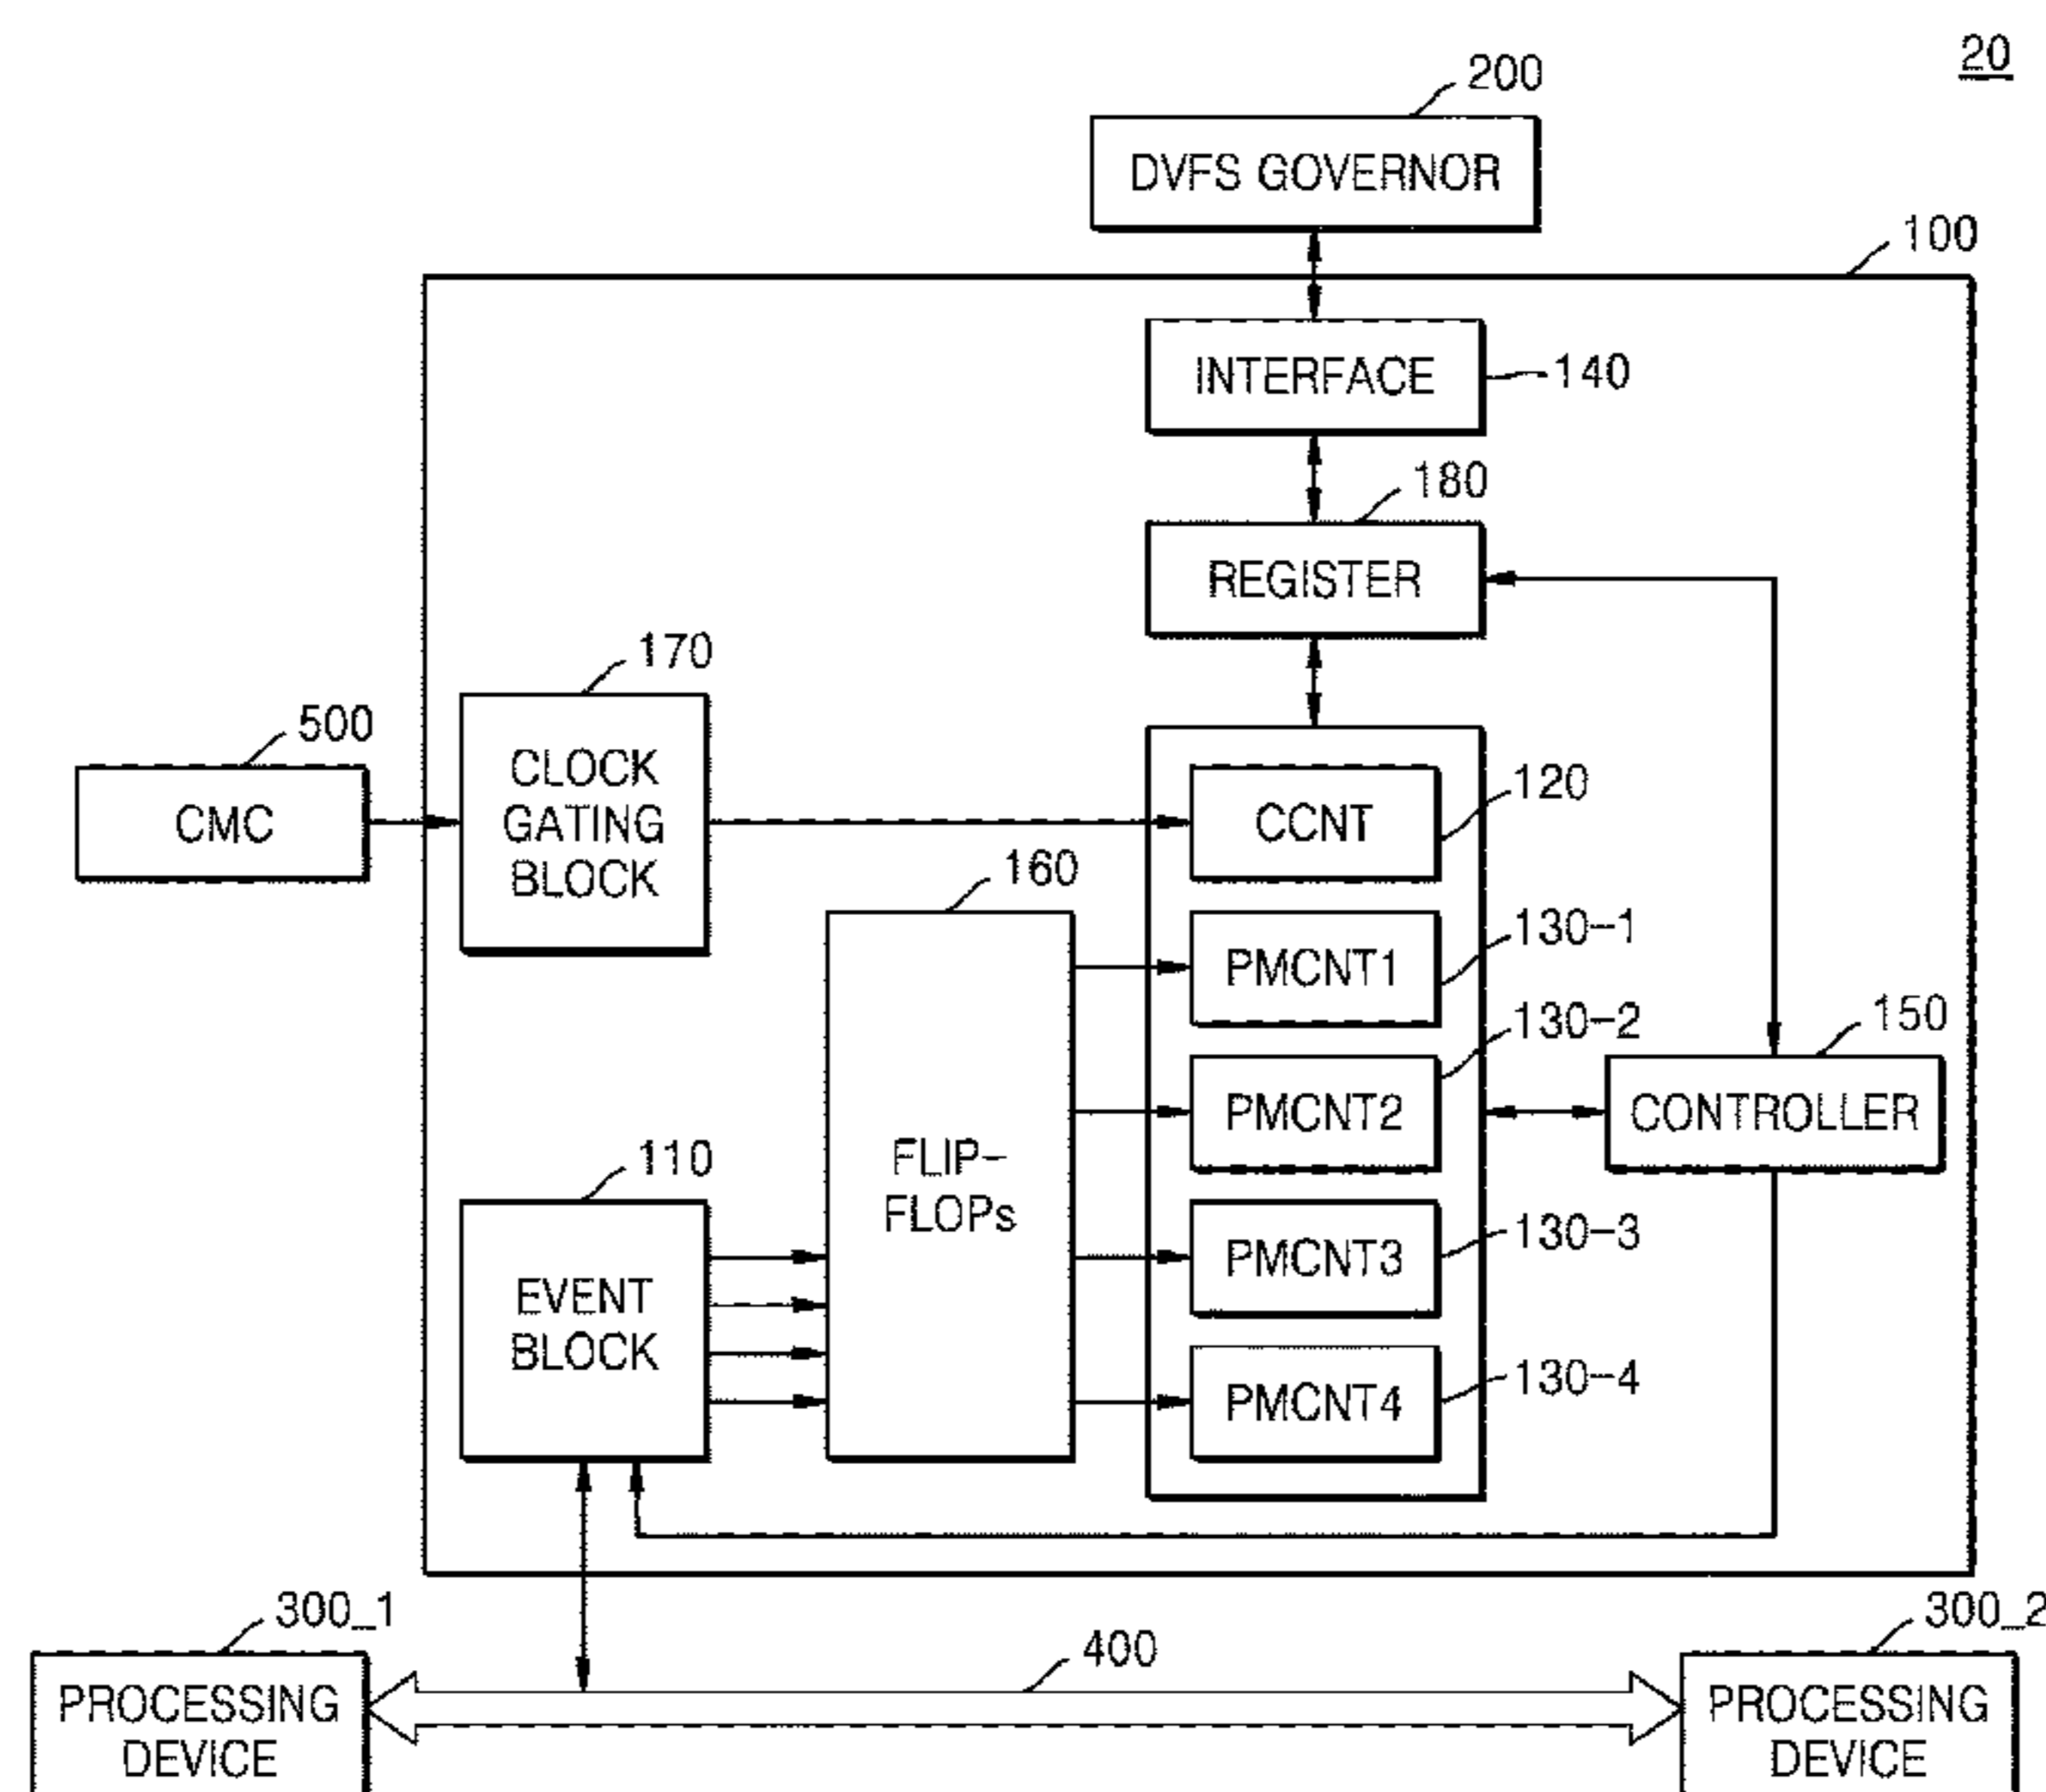 20
200
DVFS GOVERNOR
100
INTERFACE
140
180
REGISTER
170
500
CLOCK
GATING
BLOCK
CMC
CCNT
120
160
PMCNT1
130-1
130-2
PMCNT2
150
CONTROLLER
110
FLIP-
FLOPs
EVENT
BLOCK
PMCNT3
130-3
PMCNT4
130-4
300_1
400
300_2
PROCESSING
DEVICE
PROCESSING
DEVICE